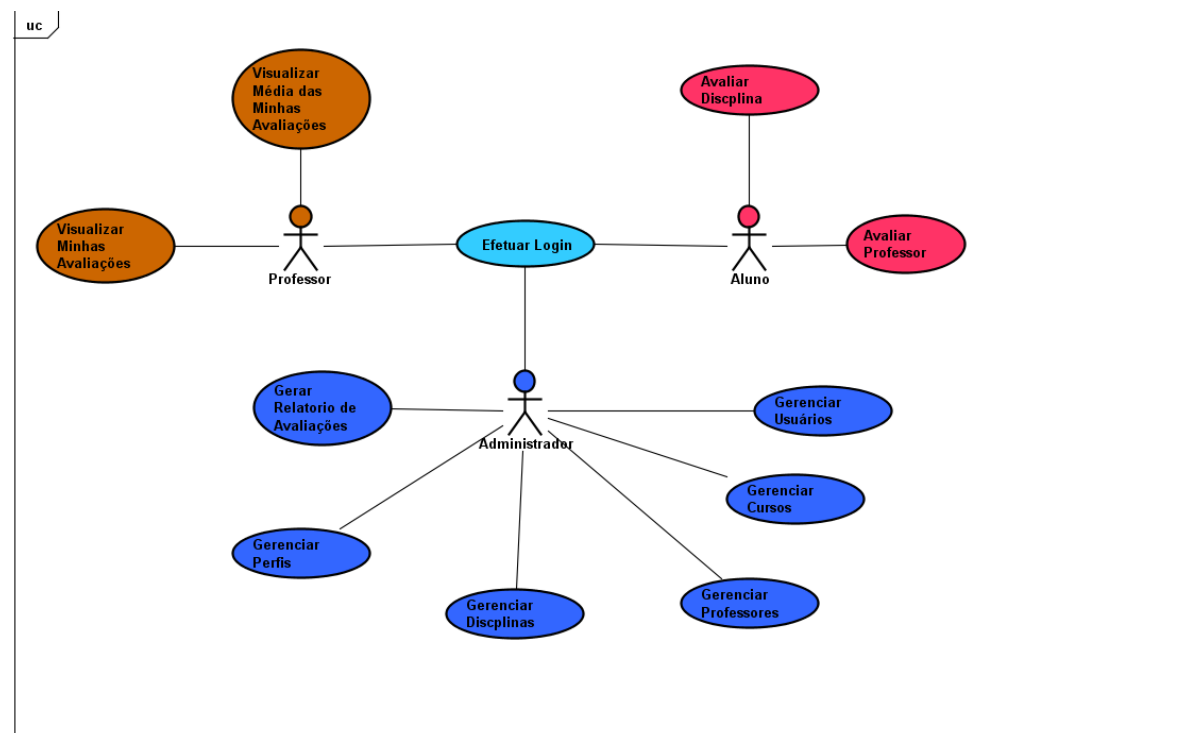 uc
Visualizar
Média das
Minhas
Avaliações
Avaliar
Discplina
Visualizar
Minhas
Avaliações
Professor
Efetuar Login
Aluno
Avaliar
Professor
Gerar
Relatorio de
Avaliações
Administrador
Gerenciar
Usuários
Gerenciar
Cursos
Gerenciar
Perfis
Gerenciar
Discplinas
Gerenciar
Professores